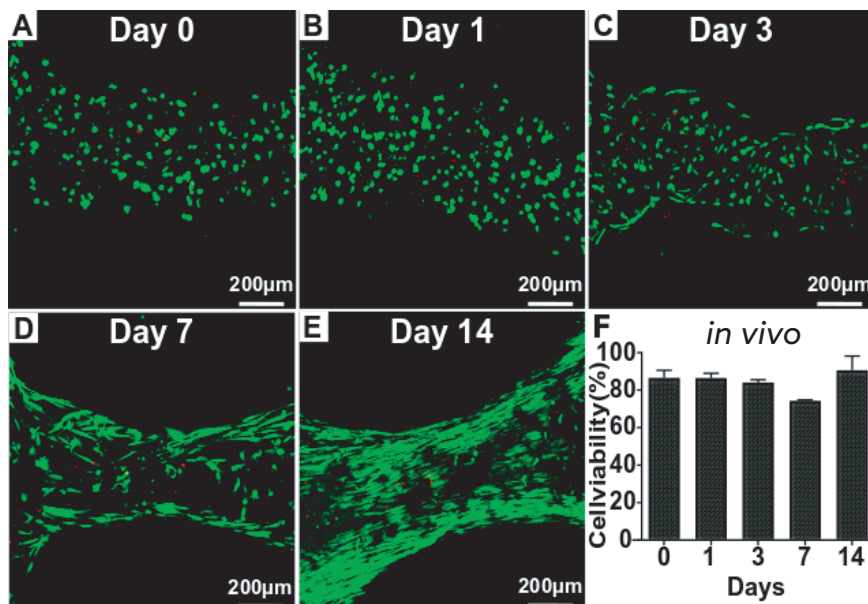 A Day 0
B Day 1
C Day 3
200μm
200μm
200μm
D Day 7
E Day 14
200μm
200μm
F in vivo
Cellviability(%)
100
80
60
40
20
0
0 1 3 7 14
Days